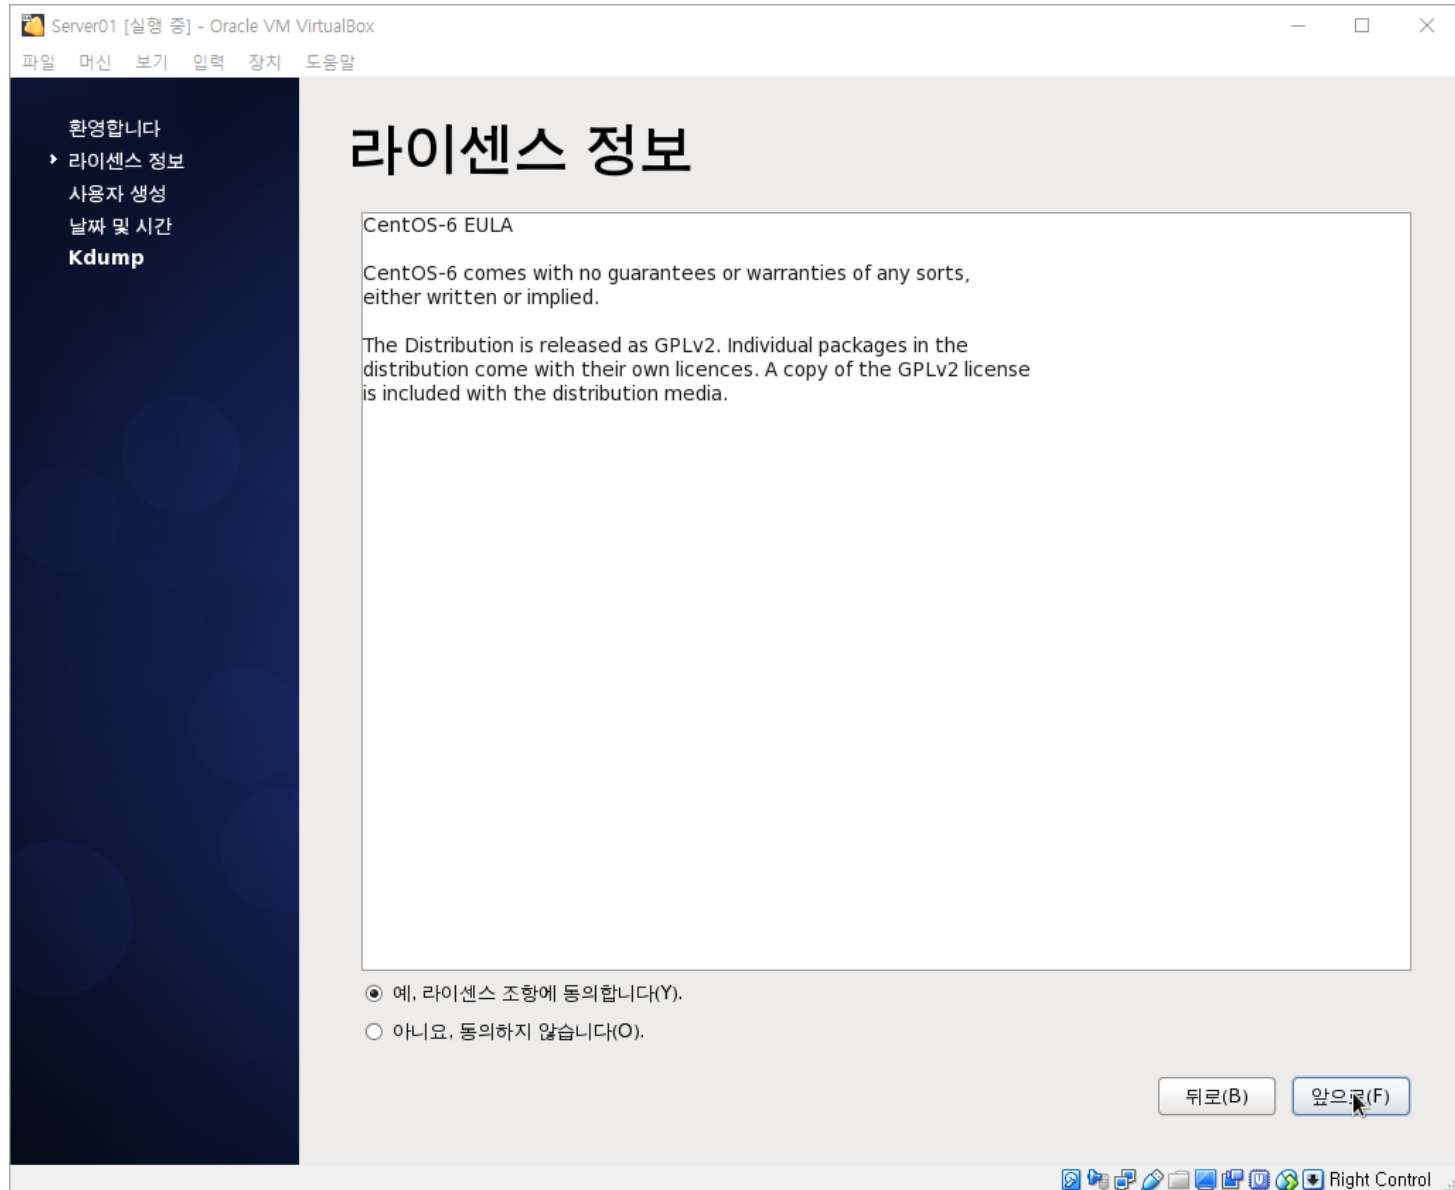 Server01 [실행 중] - Oracle VM VirtualBox
파일 머신 보기 입력 장치 도움말
환영합니다
라이센스 정보
사용자 생성
날짜 및 시간
Kdump
라이센스 정보
CentOS-6 EULA
CentOS-6 comes with no guarantees or warranties of any sorts,
either written or implied.
The Distribution is released as GPLv2. Individual packages in the
distribution come with their own licences. A copy of the GPLv2 license
is included with the distribution media.
예, 라이센스 조항에 동의합니다(Y).
아니요, 동의하지 않습니다(O).
뒤로(B) 앞으로(F)
Right Control